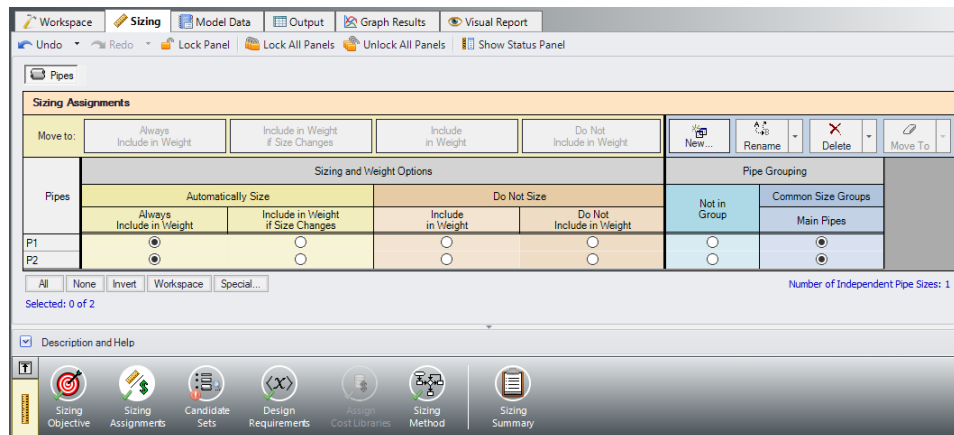 Workspace Sizing Model Data Output Graph Results Visual Report
Undo Redo Lock Panel Lock All Panels Unlock All Panels Show Status Panel
Pipes
Sizing Assignments
Move to:
Always
Include in Weight
Include in Weight
if Size Changes
Include
in Weight
Do Not
Include in Weight
New...
Rename
Delete
Move To
Pipes
Sizing and Weight Options
Pipe Grouping
Automatically Size
Do Not Size
Not in
Group
Common Size Groups
Always
Include in Weight
Include in Weight
if Size Changes
Include
in Weight
Do Not
Include in Weight
Main Pipes
P1
P2
All None Invert Workspace Special...
Number of Independent Pipe Sizes: 1
Selected: 0 of 2
Description and Help
Sizing
Objective
Sizing
Assignments
Candidate
Sets
Design
Requirements
Assign
Cost Libraries
Sizing
Method
Sizing
Summary